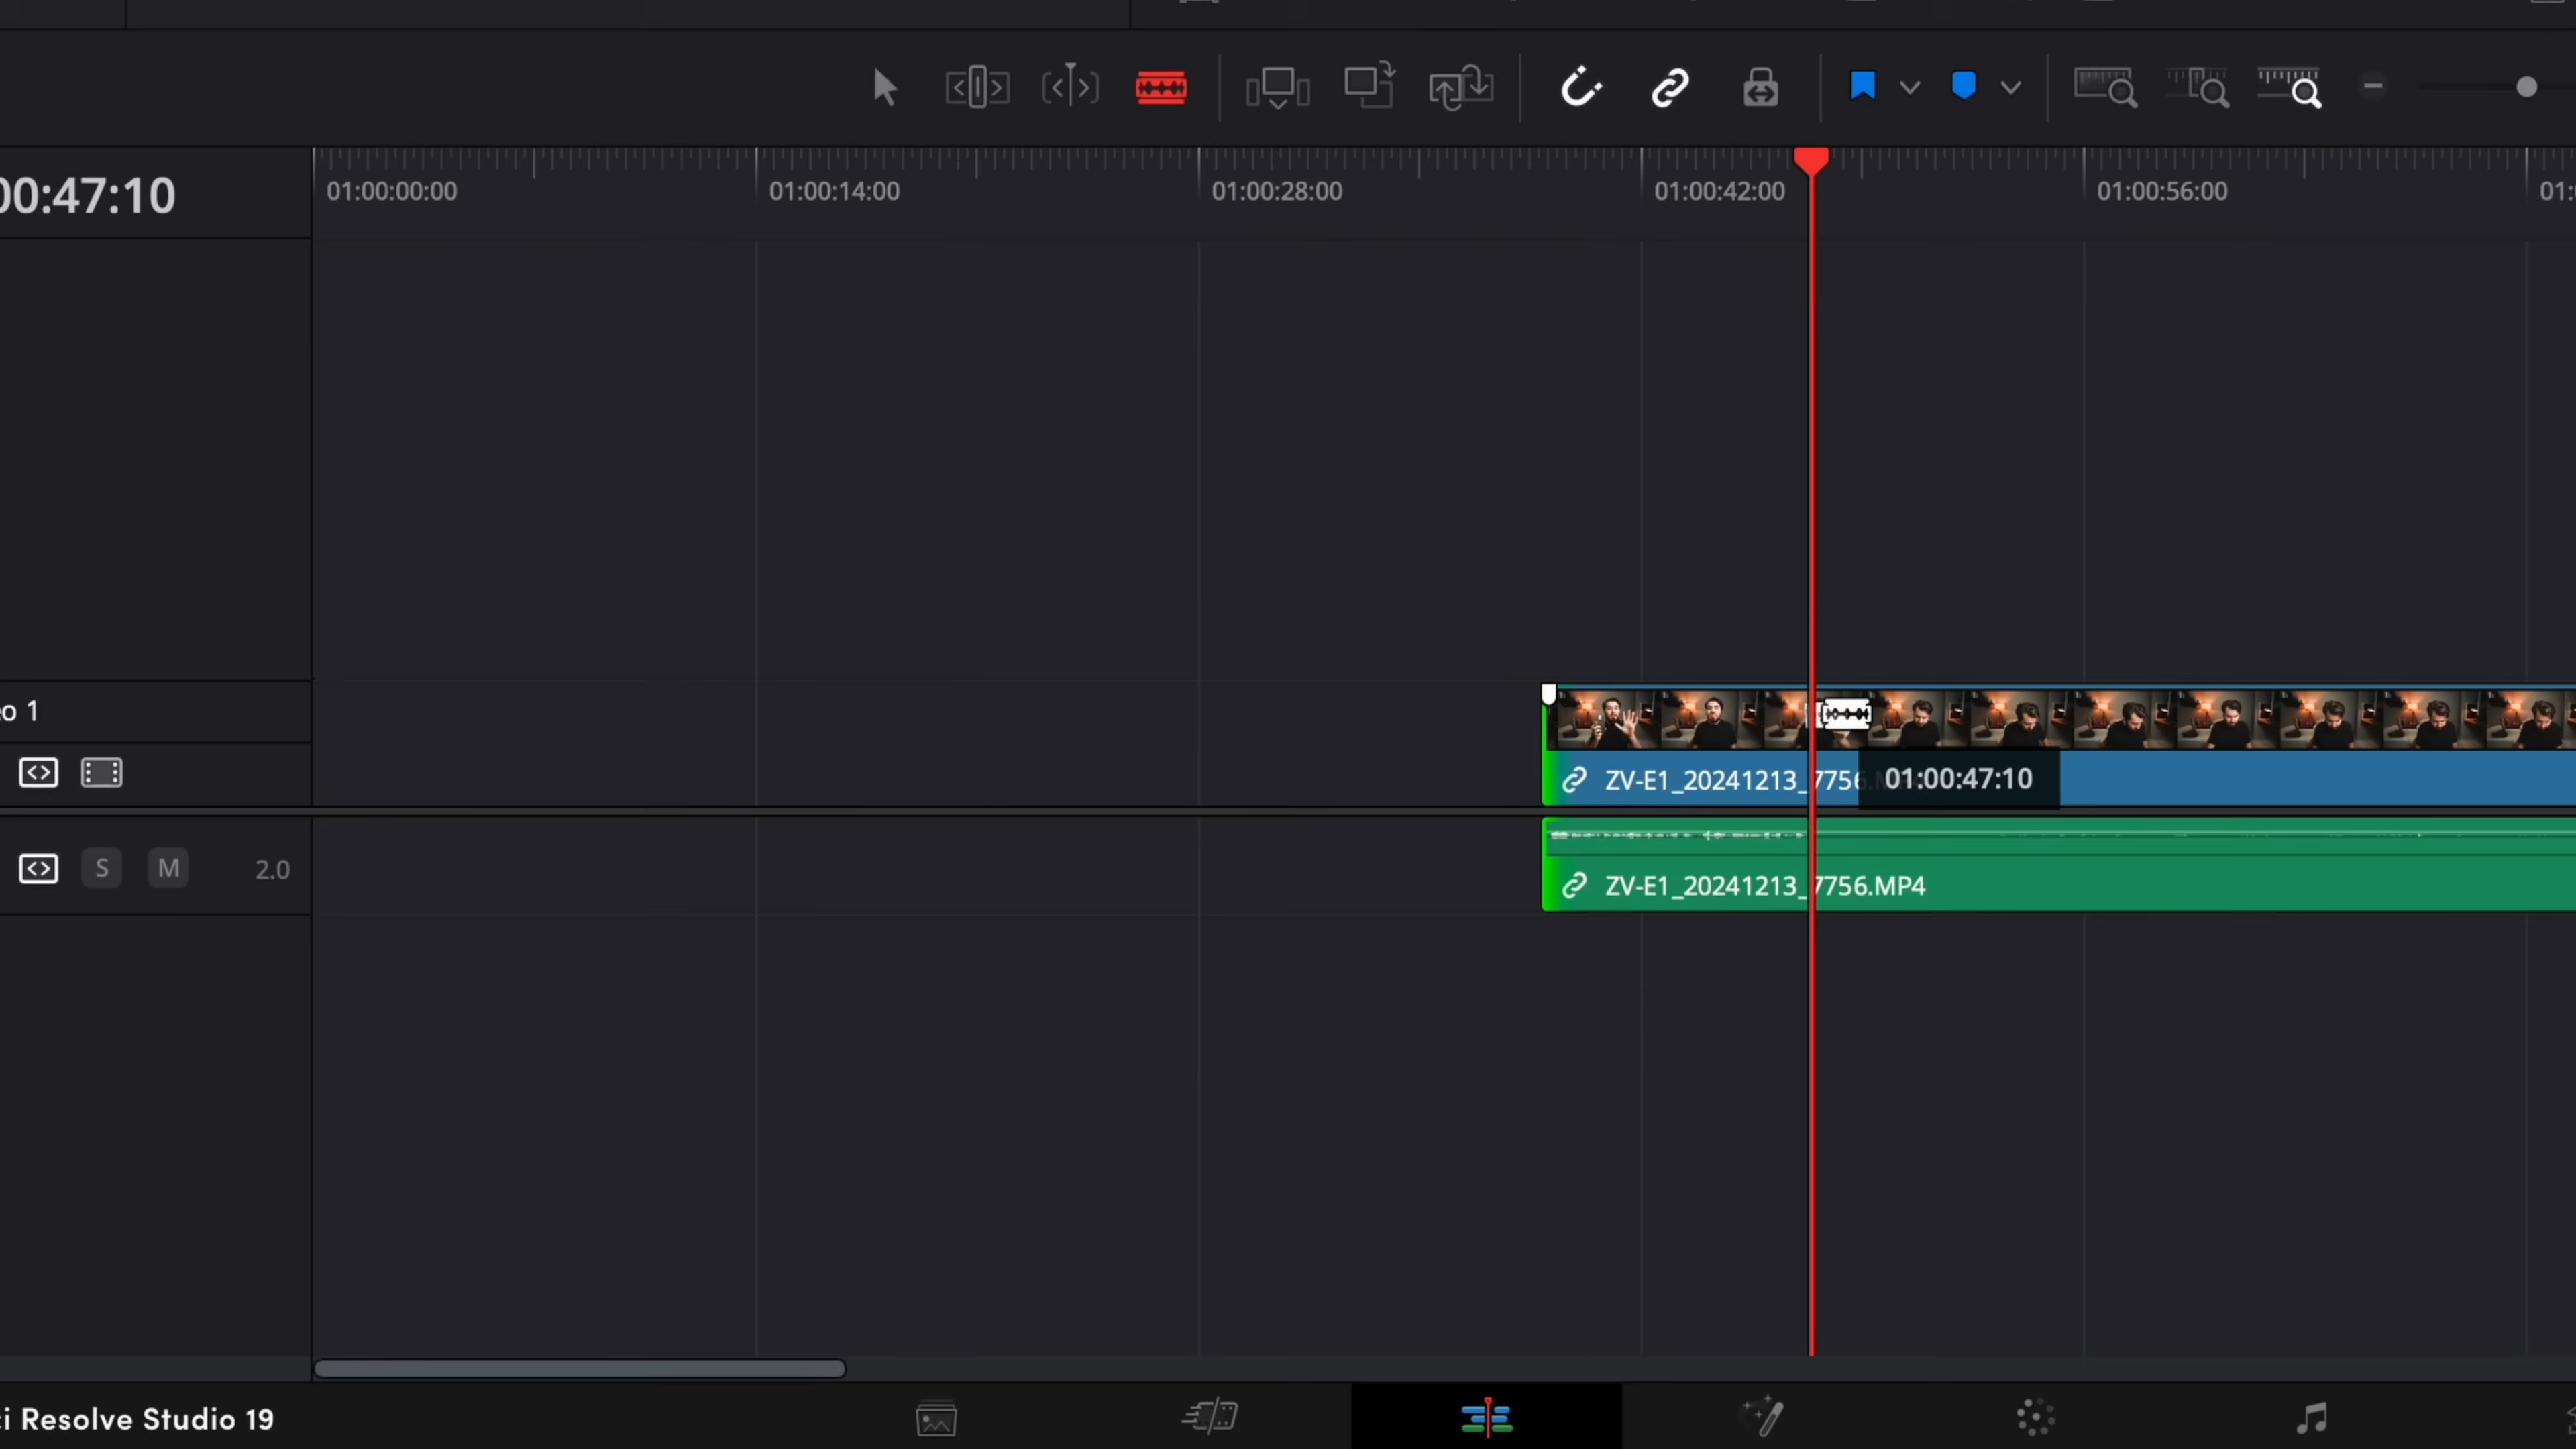 00:47:10
01:00:00:00 01:00:14:00 01:00:28:00 01:00:42:00 01:00:56:00 01:
o 1
ZV-E1_20241213_7756.M
01:00:47:10
S M 2.0
ZV-E1_20241213_7756.MP4
i Resolve Studio 19